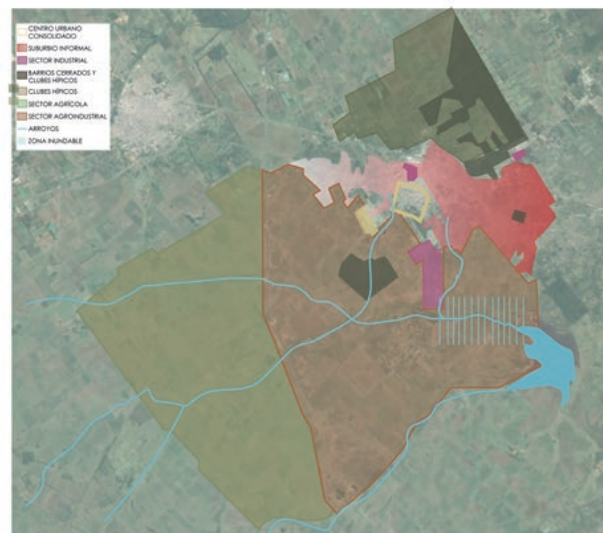 CENTRO URBANO
CONSOLIDADO
SUBURBIO INFORMAL
SECTOR INDUSTRIAL
BARRIOS CERRADOS Y
CLUBES HÍPICOS
CLUBES HÍPICOS
SECTOR AGRÍCOLA
SECTOR AGROINDUSTRIAL
ARROYOS
ZONA INUNDABLE